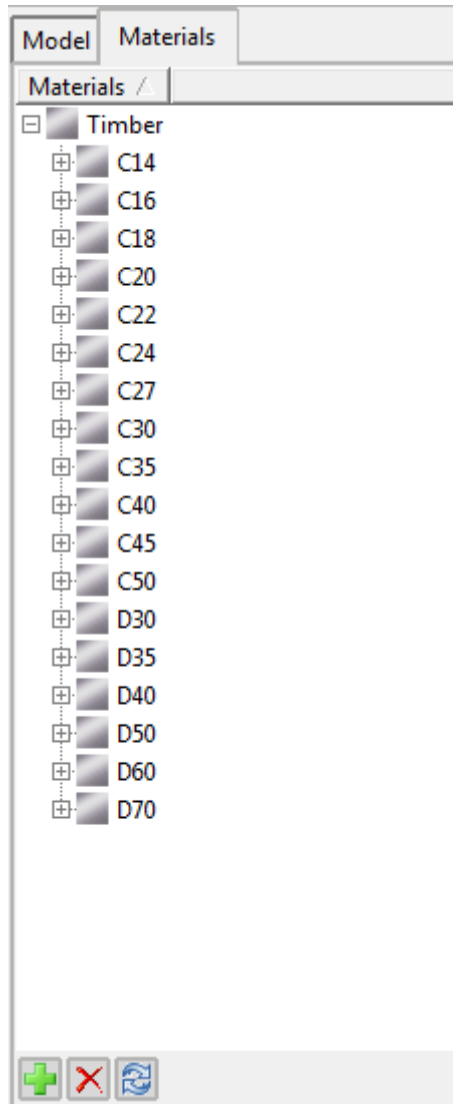 Model Materials
Materials
Timber
C14
C16
C18
C20
C22
C24
C27
C30
C35
C40
C45
C50
D30
D35
D40
D50
D60
D70